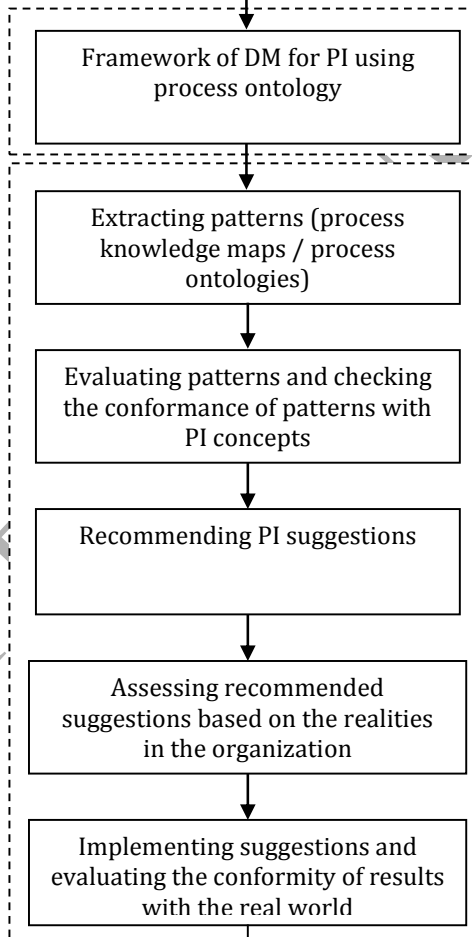 Framework of DM for PI using
process ontology
Extracting patterns (process
knowledge maps / process
ontologies)
Evaluating patterns and checking
the conformance of patterns with
PI concepts
Recommending PI suggestions
Assessing recommended
suggestions based on the realities
in the organization
Implementing suggestions and
evaluating the conformity of results
with the real world